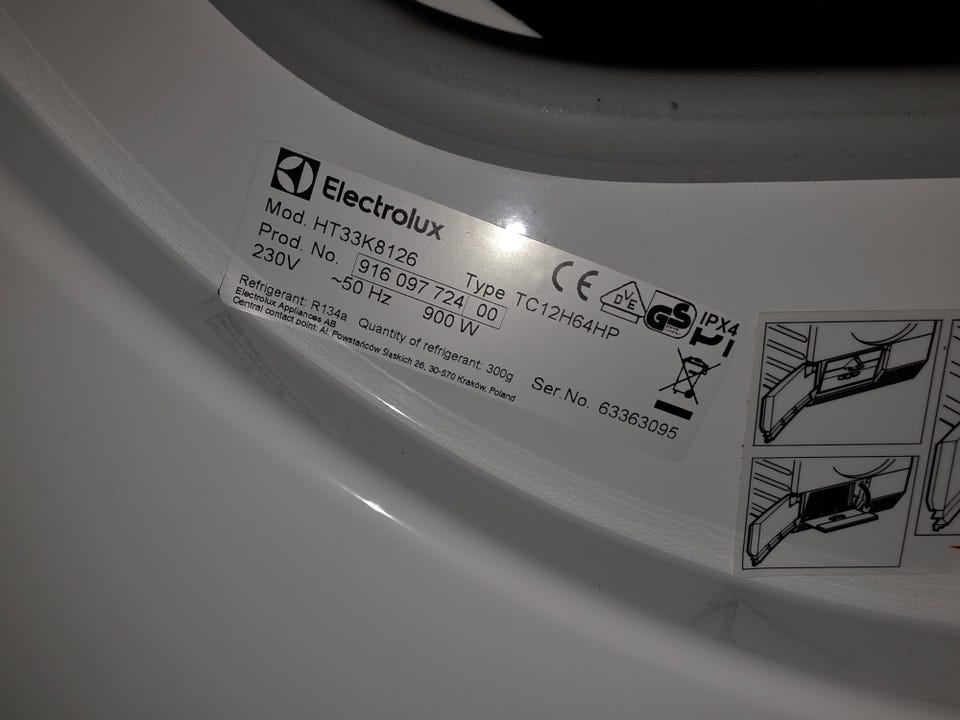 Electrolux
Mod. HT33K8126
Prod. No. 916 097 724 00
Type TC12H64HP
230V ~50 Hz 900 W
Refrigerant: R134a Quantity of refrigerant: 300g
Electrolux Appliances AB
Central contact point: Al. Powstańców Śląskich 26, 30-570 Kraków, Poland
Ser.No. 63363095
CE
DVE
GS
IPX4